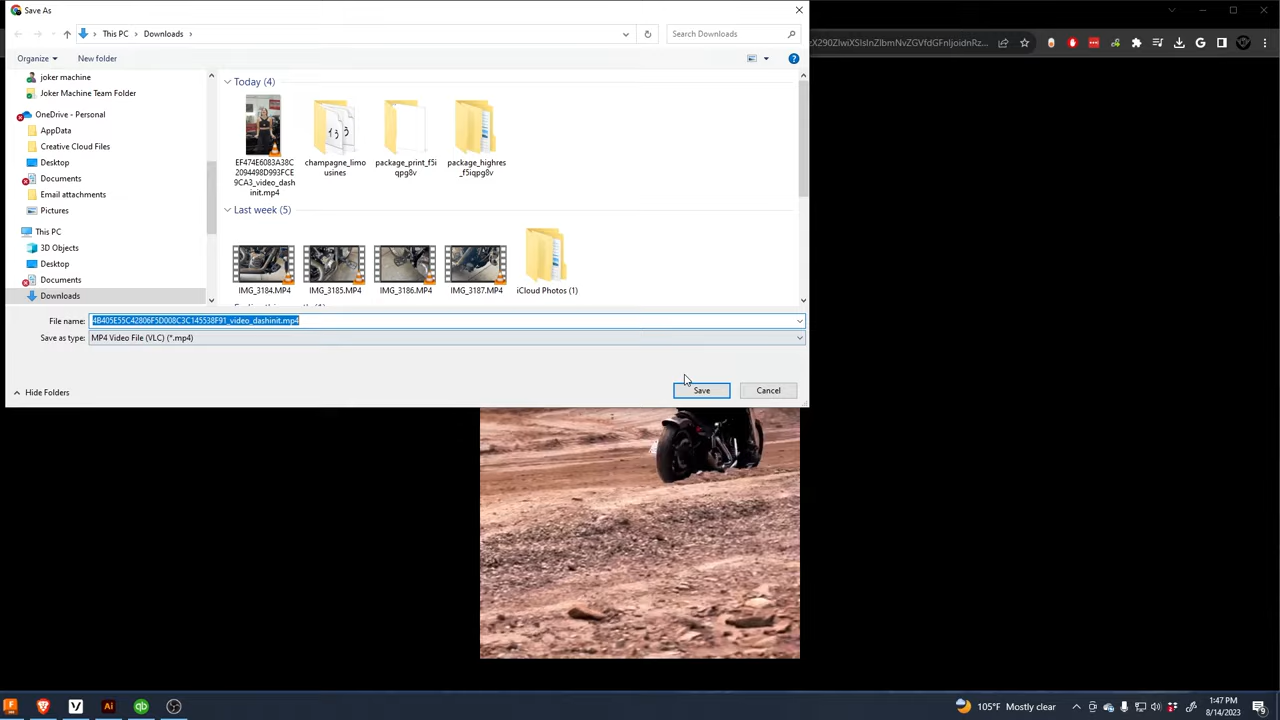 Save As
This PC
Downloads
Search Downloads
Organize
New folder
joker machine
Joker Machine Team Folder
OneDrive - Personal
AppData
Creative Cloud Files
Desktop
Documents
Email attachments
Pictures
This PC
3D Objects
Desktop
Documents
Downloads
Today (4)
EF474E6083A38C
2094498D993FCE
9CA3_video_dash
init.mp4
champagne_limo
usines
package_print_f5i
qpg8v
package_highres
_f5iqpg8v
Last week (5)
IMG_3184.MP4
IMG_3185.MP4
IMG_3186.MP4
IMG_3187.MP4
iCloud Photos (1)
File name:
4B405E55C42806F5D008C3C145538F91_video_dashinit.mp4
Save as type:
MP4 Video File (VLC) (*.mp4)
Hide Folders
Save
Cancel
105°F Mostly clear
1:47 PM
8/14/2023